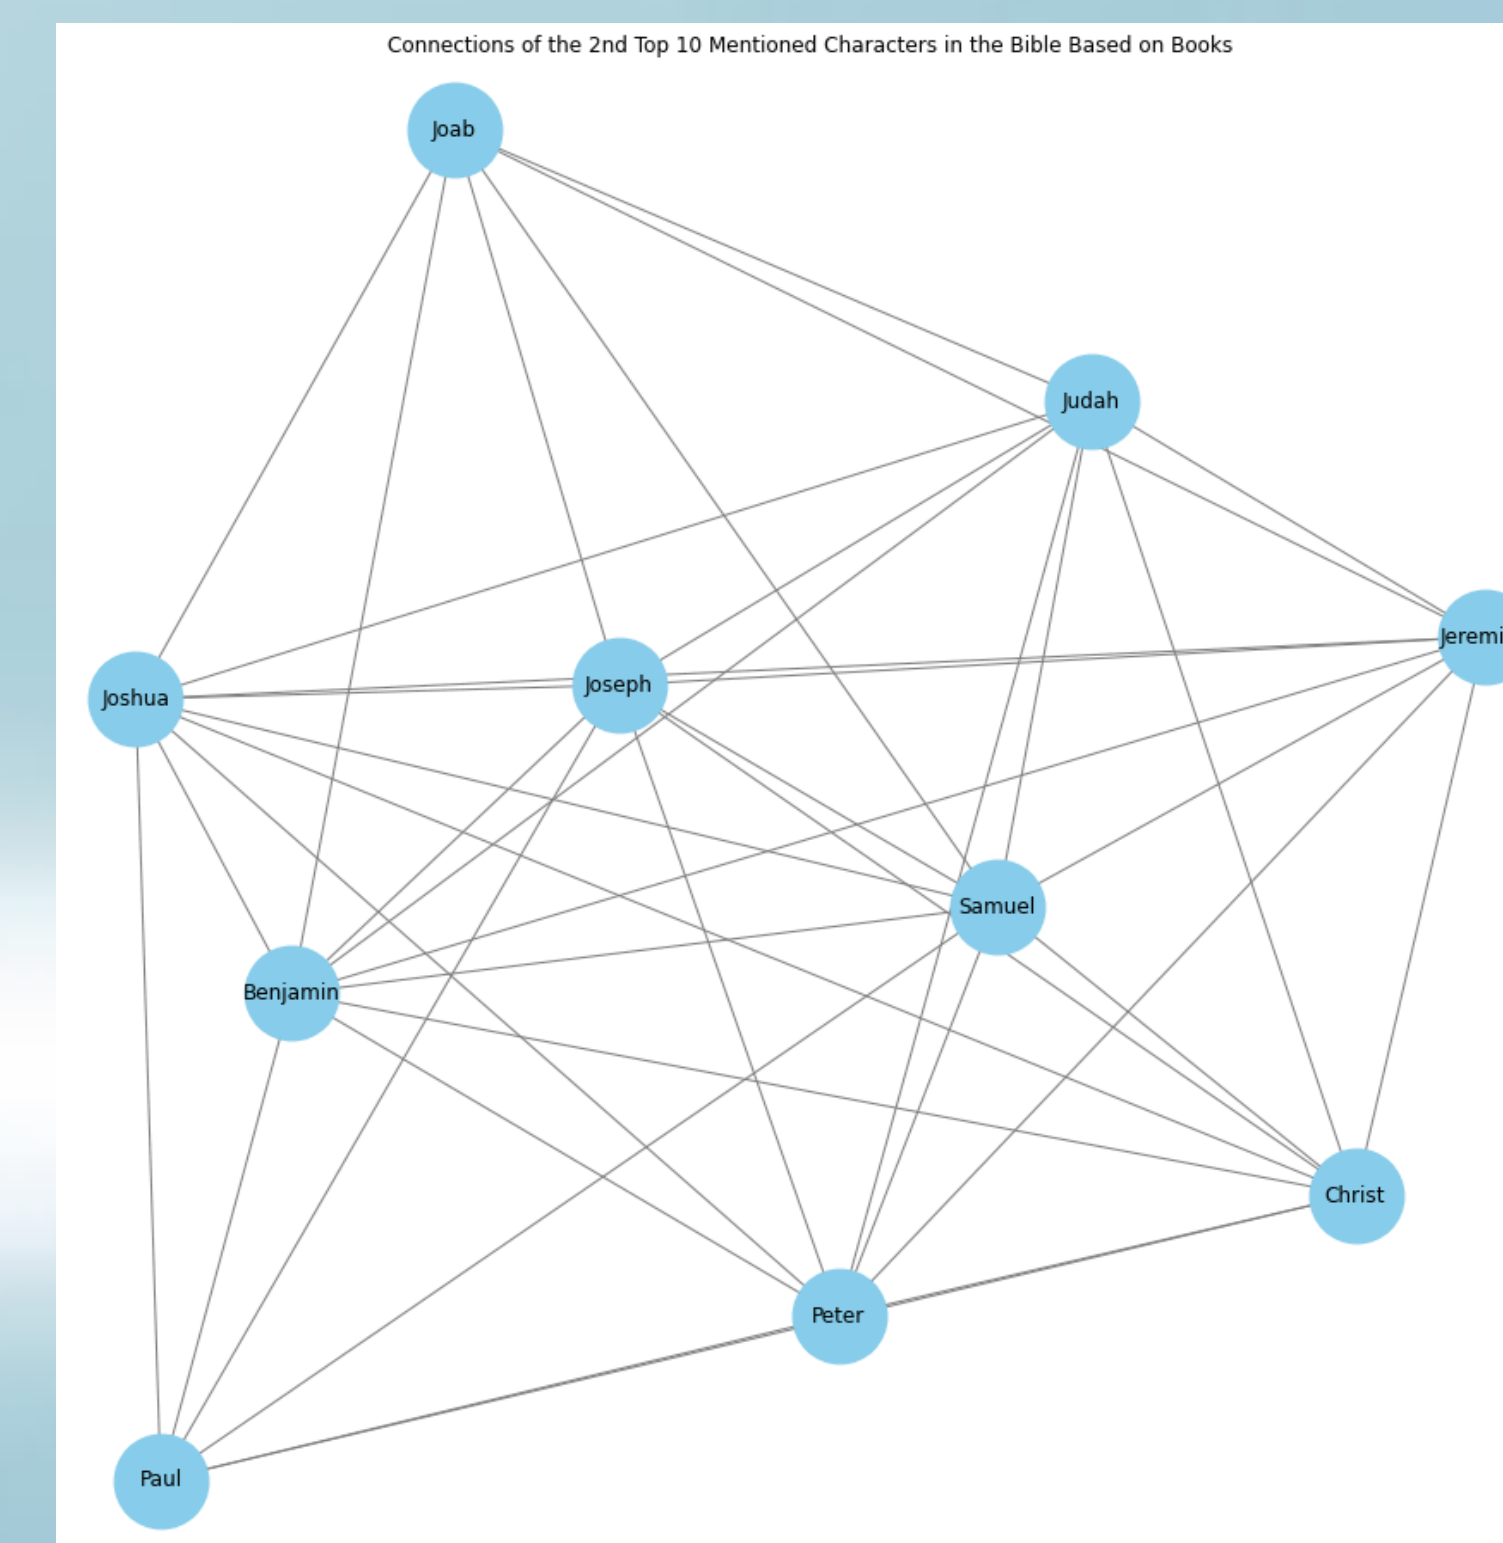 Connections of the 2nd Top 10 Mentioned Characters in the Bible Based on Books
Joab
Judah
Jeremi
Joseph
Joshua
Samuel
Benjamin
Christ
Peter
Paul